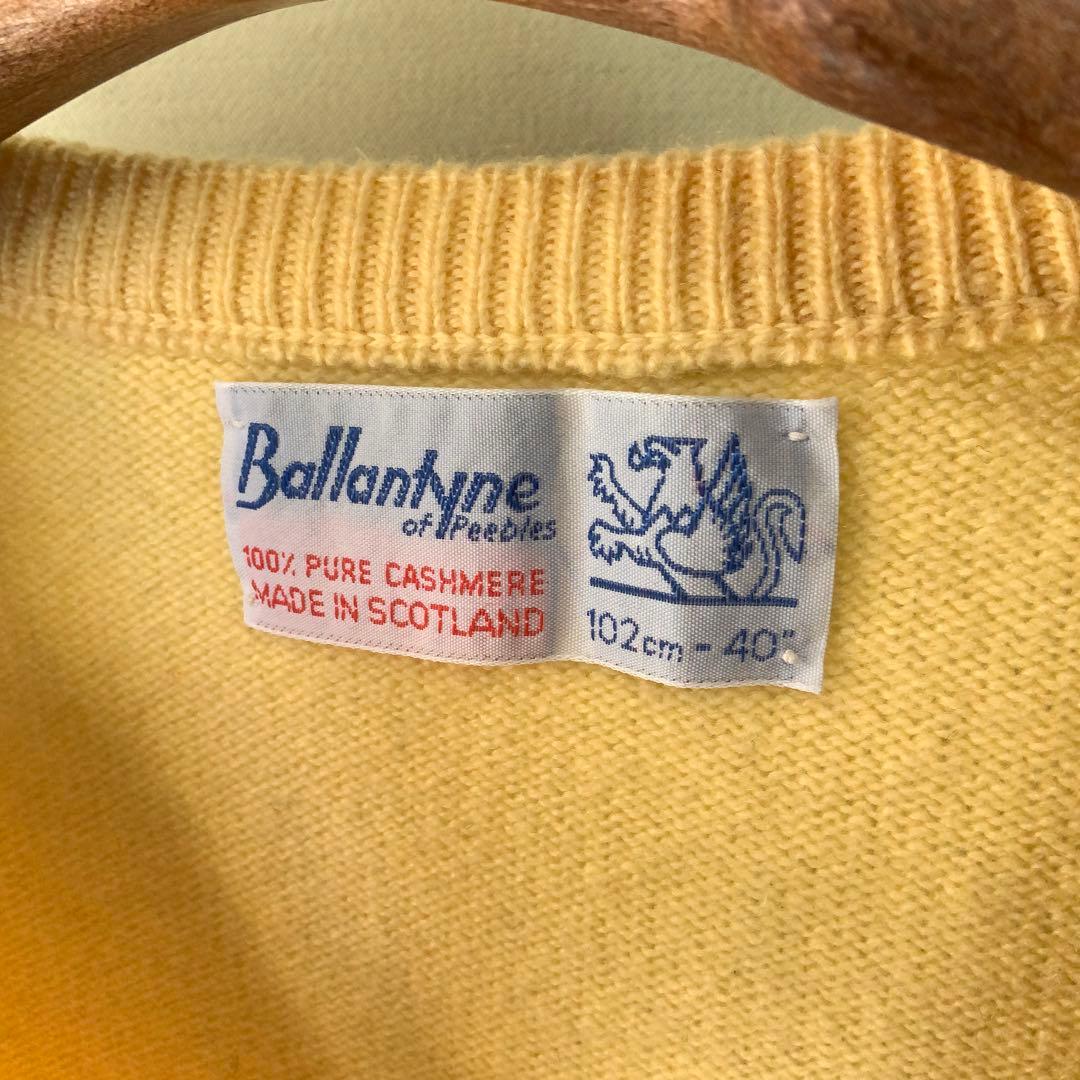 Ballantyne
of Peebles
100% PURE CASHMERE
MADE IN SCOTLAND
102cm - 40"